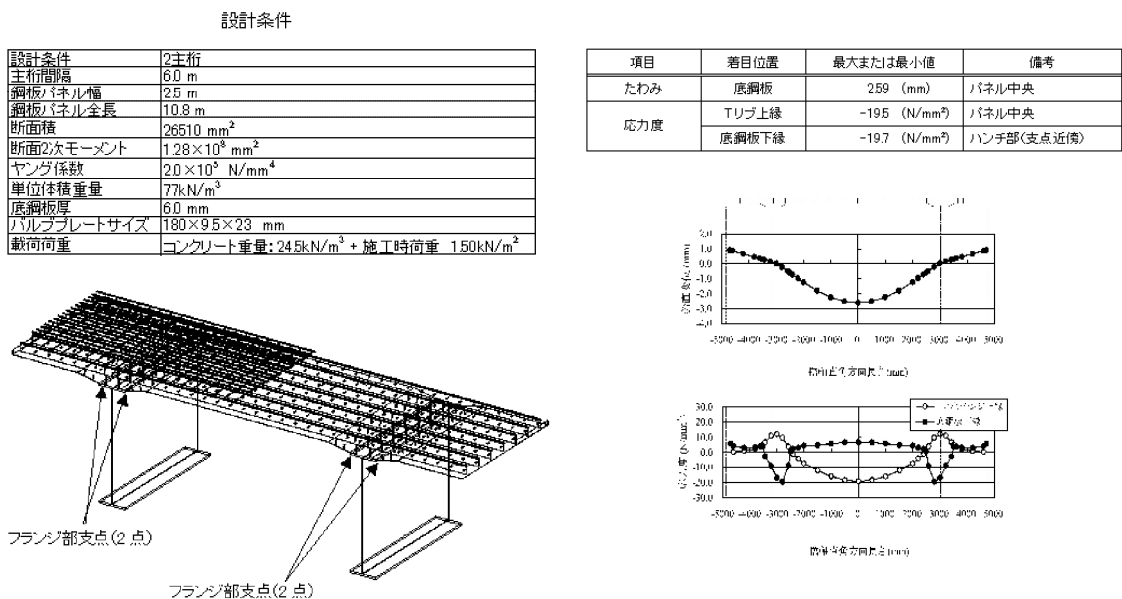 設計条件
設計条件 2主桁
主桁間隔 6.0 m
鋼板パネル幅 2.5 m
鋼板パネル全長 10.8 m
断面積 26510 mm²
断面2次モーメント 1.28×10⁸ mm²
ヤング係数 2.0×10⁵ N/mm⁴
単位体積重量 77kN/m³
底鋼板厚 6.0 mm
バルブプレートサイズ 180×9.5×23 mm
載荷荷重 コンクリート重量: 24.5kN/m³ + 施工時荷重 1.50kN/m²
フランジ部支点(2 点)
フランジ部支点(2 点)
項目 着目位置 最大または最小値 備考
たわみ 底鋼板 2.59 (mm) パネル中央
応力度 Tリブ上縁 -19.5 (N/mm²) パネル中央
底鋼板下縁 -19.7 (N/mm²) ハンチ部(支点近傍)
2.0
1.0
0.0
-1.0
-2.0
-3.0
-4.0
-5000 -4000 -3000 -2000 -1000 0 1000 2000 3000 4000 5000
30.0
20.0
10.0
0.0
-10.0
-20.0
-30.0
-5000 -4000 -3000 -2000 -1000 0 1000 2000 3000 4000 5000